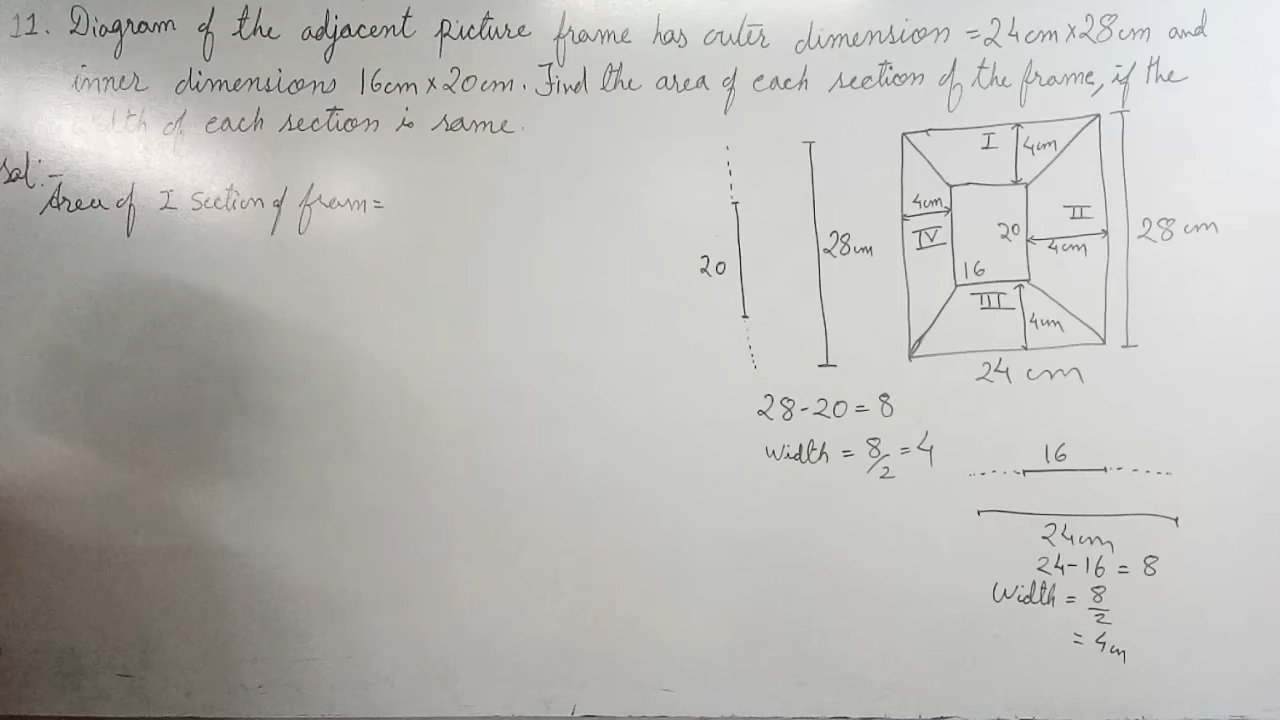 11. Diagram of the adjacent picture frame has outer dimension = 24cm x 28cm and
inner dimensions 16cm x 20cm. Find the area of each section of the frame, if the
of each section is same.
Sol:-
Area of I Section of fram =
I
4cm
4cm
II
20
28cm
IV
20
4cm
28cm
16
III
4cm
24 cm
28-20 = 8
Width = 8/2 = 4
16
24cm
24-16 = 8
Width = 8/2
= 4cm